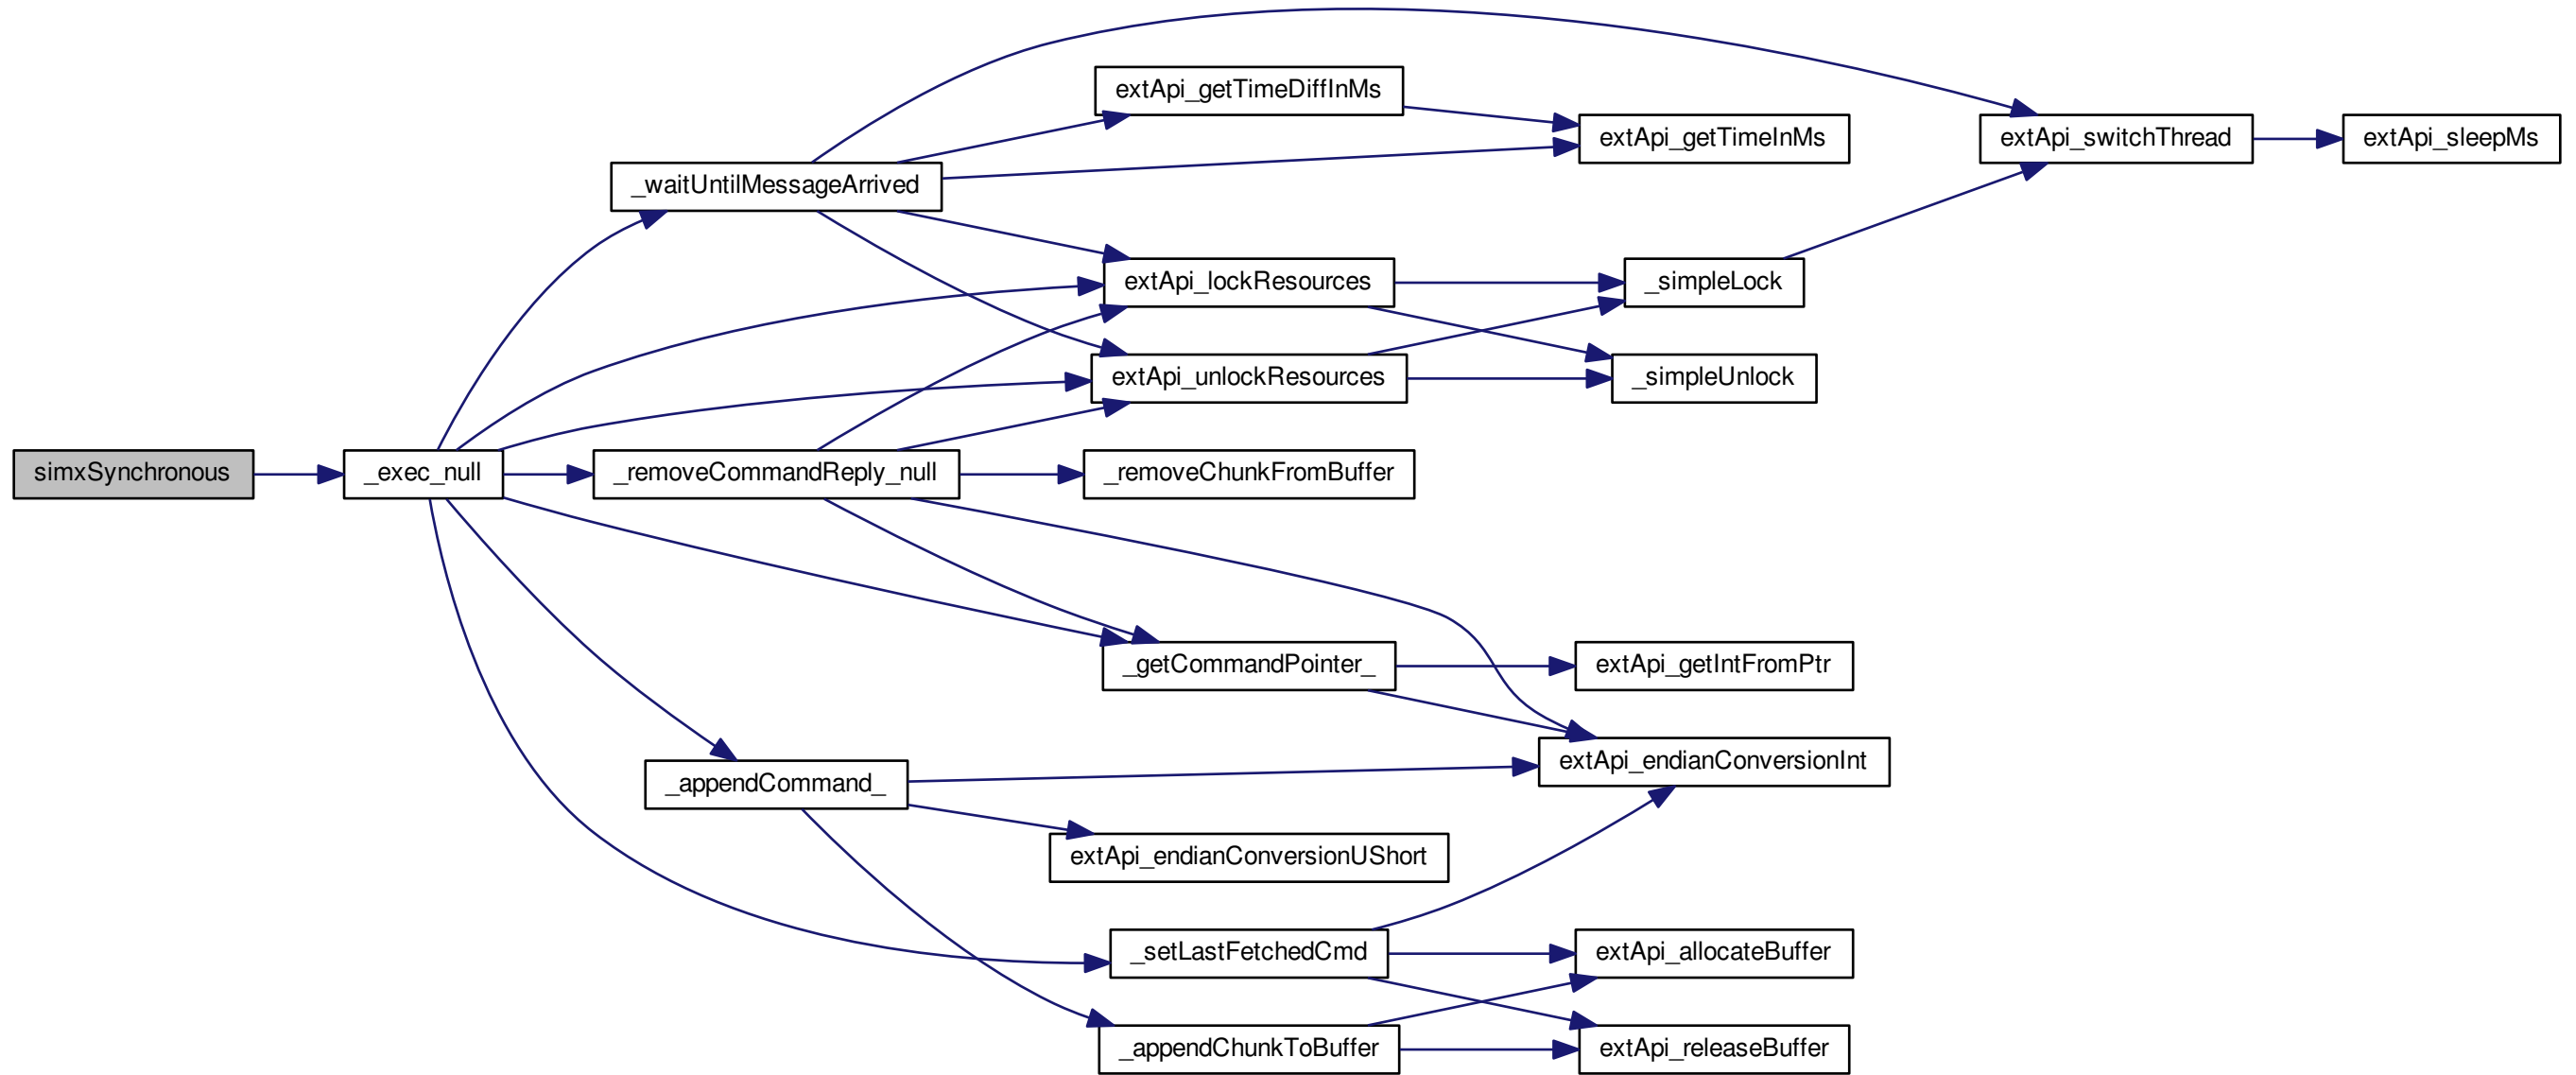 extApi_getTimeDiffInMs
extApi_getTimeInMs
extApi_switchThread
extApi_sleepMs
_waitUntilMessageArrived
extApi_lockResources
_simpleLock
extApi_unlockResources
_simpleUnlock
simxSynchronous
_exec_null
_removeCommandReply_null
_removeChunkFromBuffer
_getCommandPointer_
extApi_getIntFromPtr
extApi_endianConversionInt
_appendCommand_
extApi_endianConversionUShort
_setLastFetchedCmd
extApi_allocateBuffer
_appendChunkToBuffer
extApi_releaseBuffer